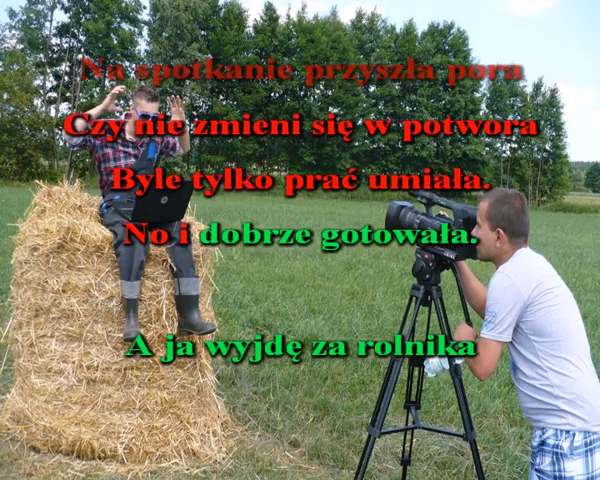 Na spotkanie przyszła pora
Czy nie zmieni się w potwora
Byle tylko prać umiała.
No i dobrze gotowała.
A ja wyjdę za rolnika